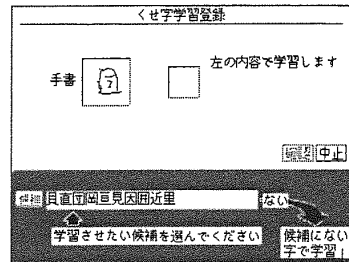 くせ字学習登録
手書
左の内容で学習します
確認 中止
候補 貝直団岡亘見因囲近里 ない
学習させたい候補を選んでください
候補にない
字で学習↓